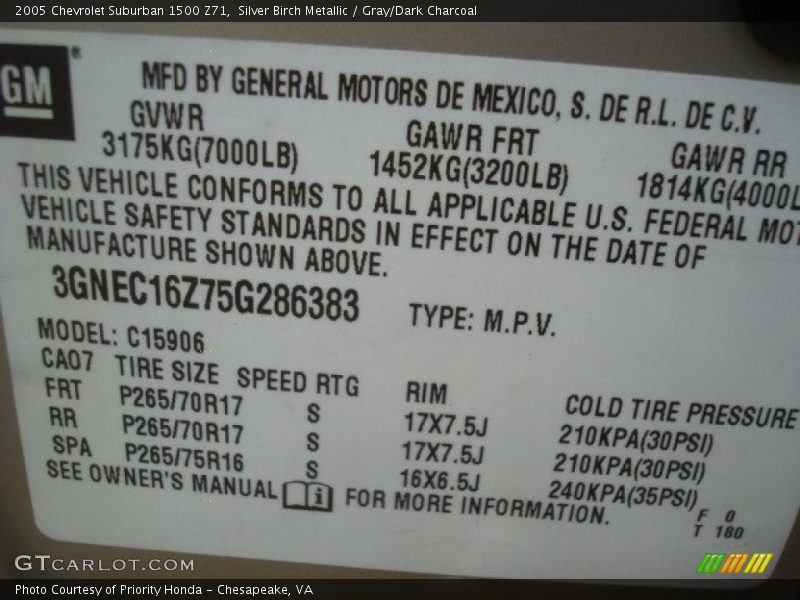 2005 Chevrolet Suburban 1500 Z71,  Silver Birch Metallic / Gray/Dark Charcoal
GM ®
MFD BY GENERAL MOTORS DE MEXICO, S. DE R.L. DE C.V.
GVWR GAWR FRT GAWR RR
3175KG(7000LB) 1452KG(3200LB) 1814KG(4000L
THIS VEHICLE CONFORMS TO ALL APPLICABLE U.S. FEDERAL MOT
VEHICLE SAFETY STANDARDS IN EFFECT ON THE DATE OF
MANUFACTURE SHOWN ABOVE.
3GNEC16Z75G286383 TYPE: M.P.V.
MODEL: C15906
CA07 TIRE SIZE SPEED RTG RIM COLD TIRE PRESSURE
FRT P265/70R17 S 17X7.5J 210KPA(30PSI)
RR P265/70R17 S 17X7.5J 210KPA(30PSI)
SPA P265/75R16 S 16X6.5J 240KPA(35PSI)
SEE OWNER'S MANUAL i FOR MORE INFORMATION.
F 0
T 180
GTCARLOT.COM
Photo Courtesy of Priority Honda - Chesapeake, VA